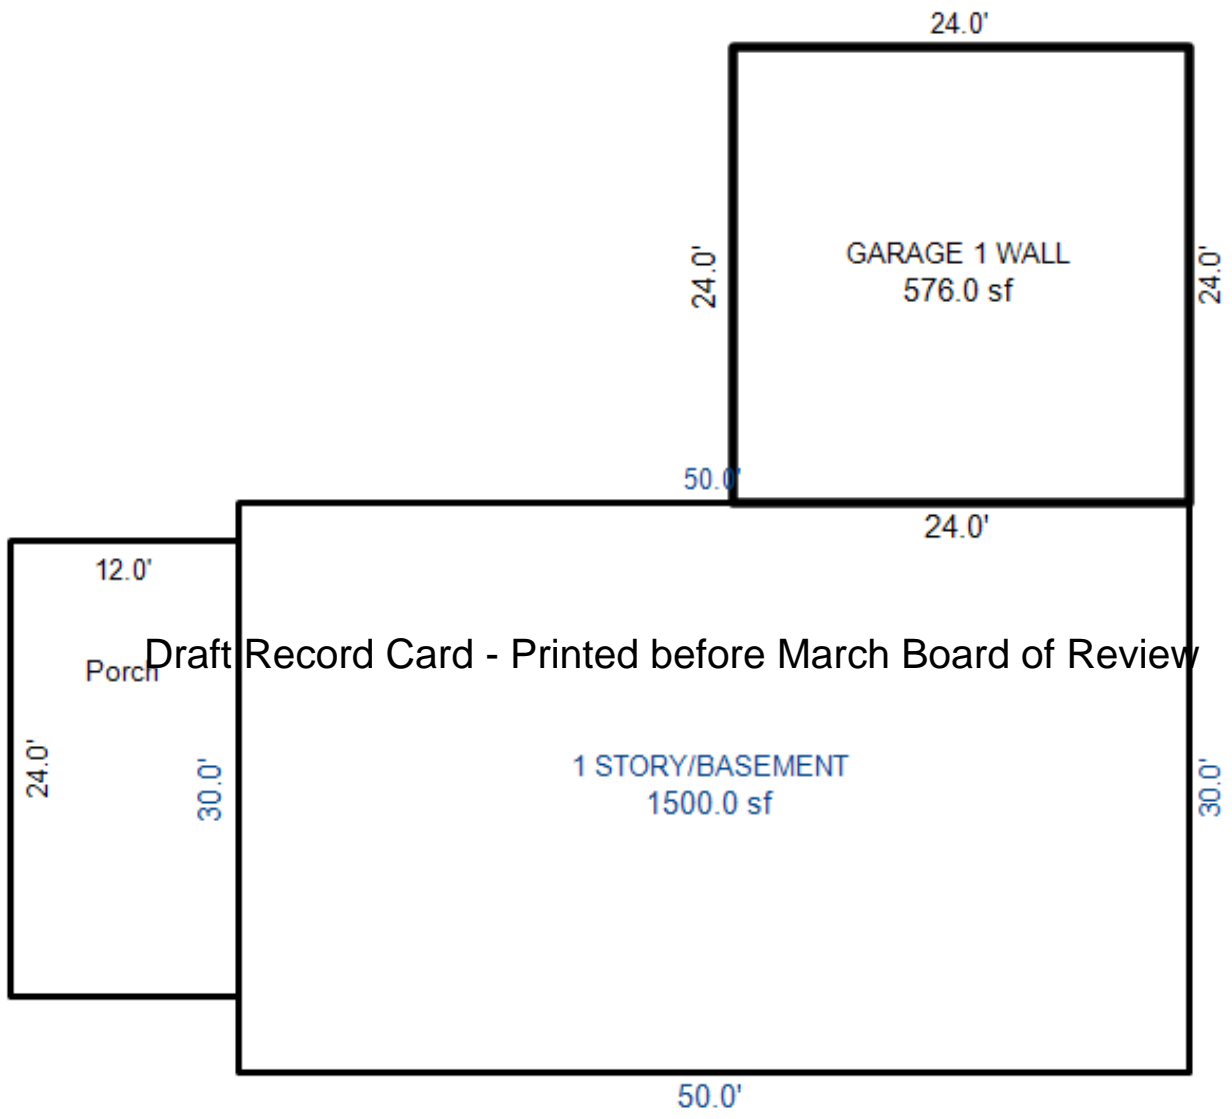 24.0'
GARAGE 1 WALL
576.0 sf
24.0'
24.0'
50.0'
24.0'
12.0'
Draft Record Card - Printed before March Board of Review
Porch
24.0'
30.0'
1 STORY/BASEMENT
1500.0 sf
30.0'
50.0'